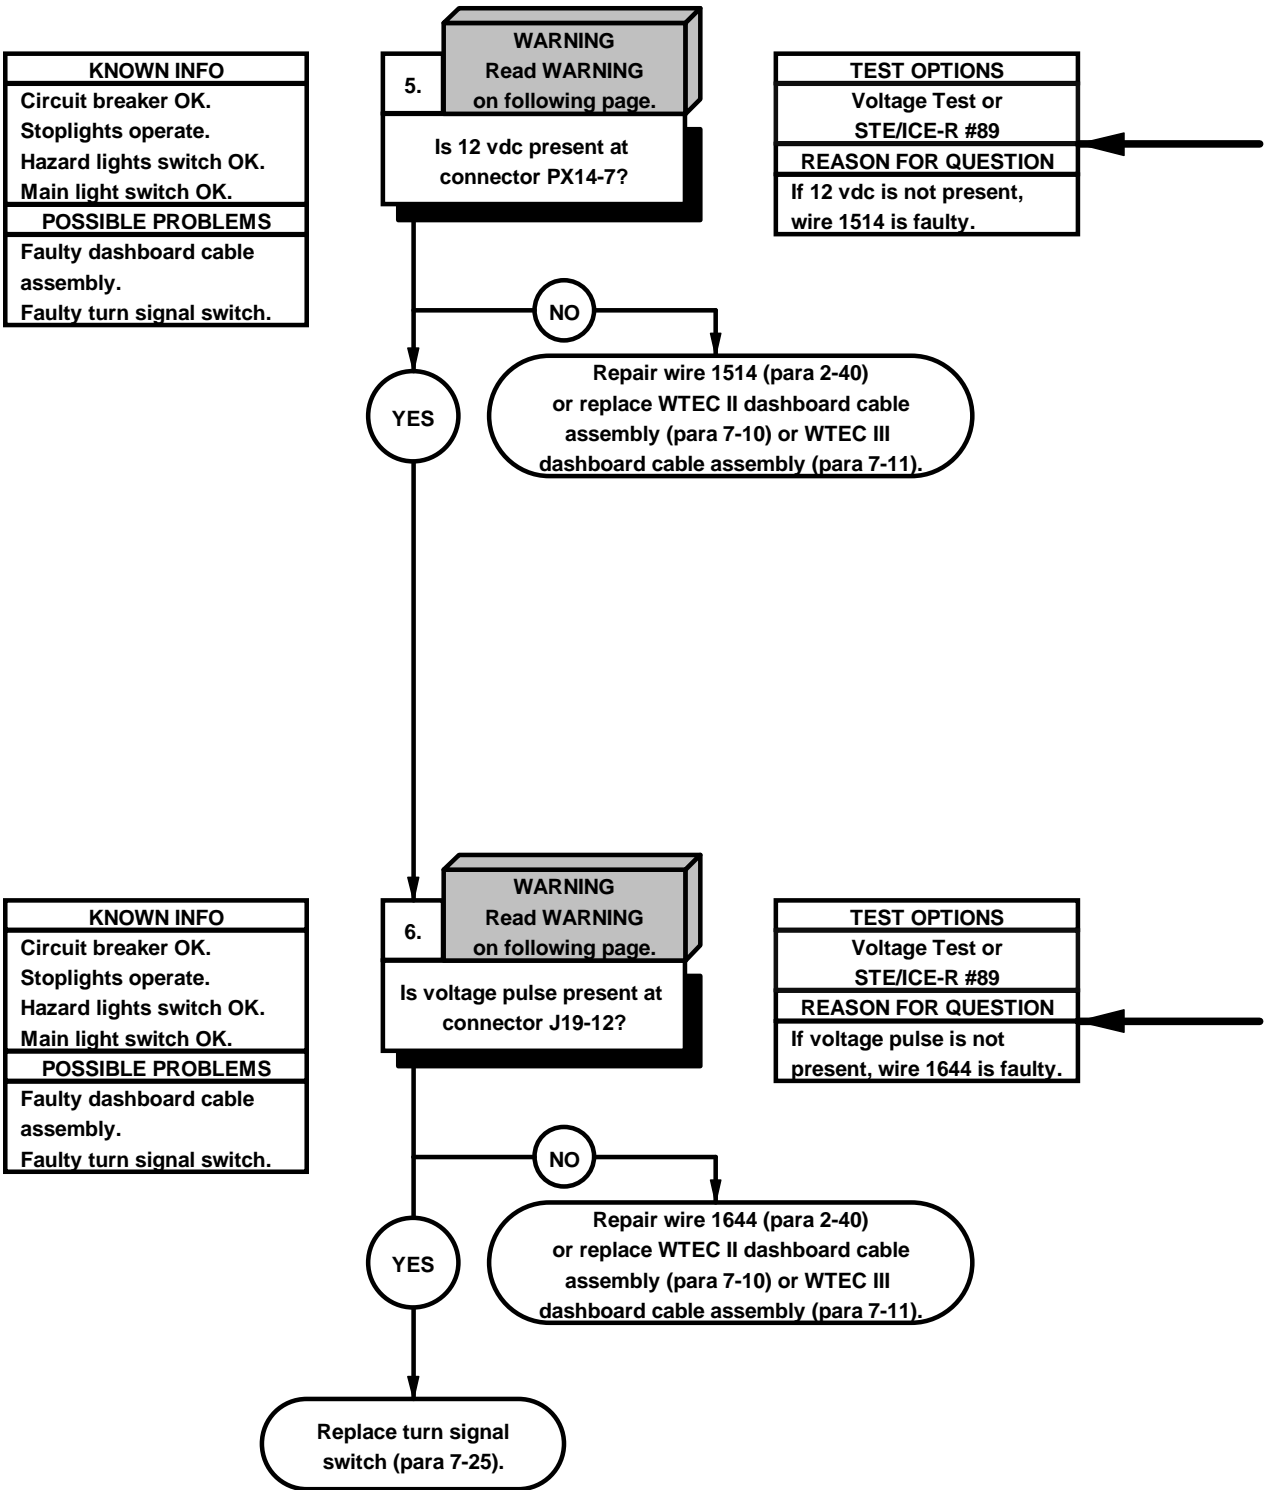 KNOWN INFO
Circuit breaker OK.
Stoplights operate.
Hazard lights switch OK.
Main light switch OK.
POSSIBLE PROBLEMS
Faulty dashboard cable
assembly.
Faulty turn signal switch.
WARNING
Read WARNING
on following page.
5.
Is 12 vdc present at
connector PX14-7?
TEST OPTIONS
Voltage Test or
STE/ICE-R #89
REASON FOR QUESTION
If 12 vdc is not present,
wire 1514 is faulty.
NO
YES
Repair wire 1514 (para 2-40)
or replace WTEC II dashboard cable
assembly (para 7-10) or WTEC III
dashboard cable assembly (para 7-11).
KNOWN INFO
Circuit breaker OK.
Stoplights operate.
Hazard lights switch OK.
Main light switch OK.
POSSIBLE PROBLEMS
Faulty dashboard cable
assembly.
Faulty turn signal switch.
WARNING
Read WARNING
on following page.
6.
Is voltage pulse present at
connector J19-12?
TEST OPTIONS
Voltage Test or
STE/ICE-R #89
REASON FOR QUESTION
If voltage pulse is not
present, wire 1644 is faulty.
NO
YES
Repair wire 1644 (para 2-40)
or replace WTEC II dashboard cable
assembly (para 7-10) or WTEC III
dashboard cable assembly (para 7-11).
Replace turn signal
switch (para 7-25).